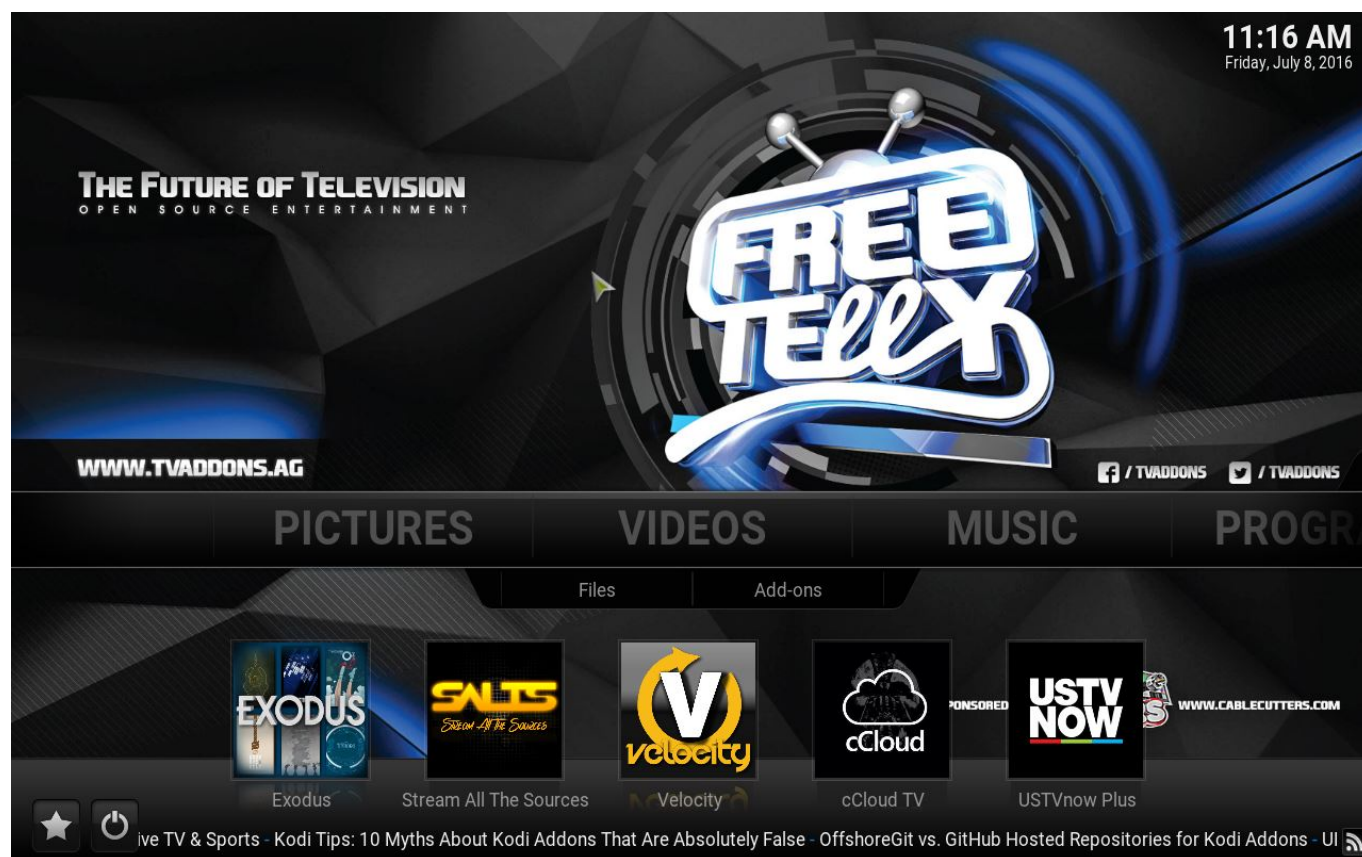 11:16 AM
Friday, July 8, 2016
THE FUTURE OF TELEVISION
OPEN SOURCE ENTERTAINMENT
FREE
TELLY
WWW.TVADDONS.AG
f / TVADDONS / TVADDONS
PICTURES VIDEOS MUSIC PROGRA
Files Add-ons
EXODUS
SALTS
Stream All The Sources
V
velocity
cCloud
PONSORED
USTV
NOW
WWW.CABLECUTTERS.COM
Exodus Stream All The Sources Velocity cCloud TV USTVnow Plus
ive TV & Sports - Kodi Tips: 10 Myths About Kodi Addons That Are Absolutely False - OffshoreGit vs. GitHub Hosted Repositories for Kodi Addons - UI